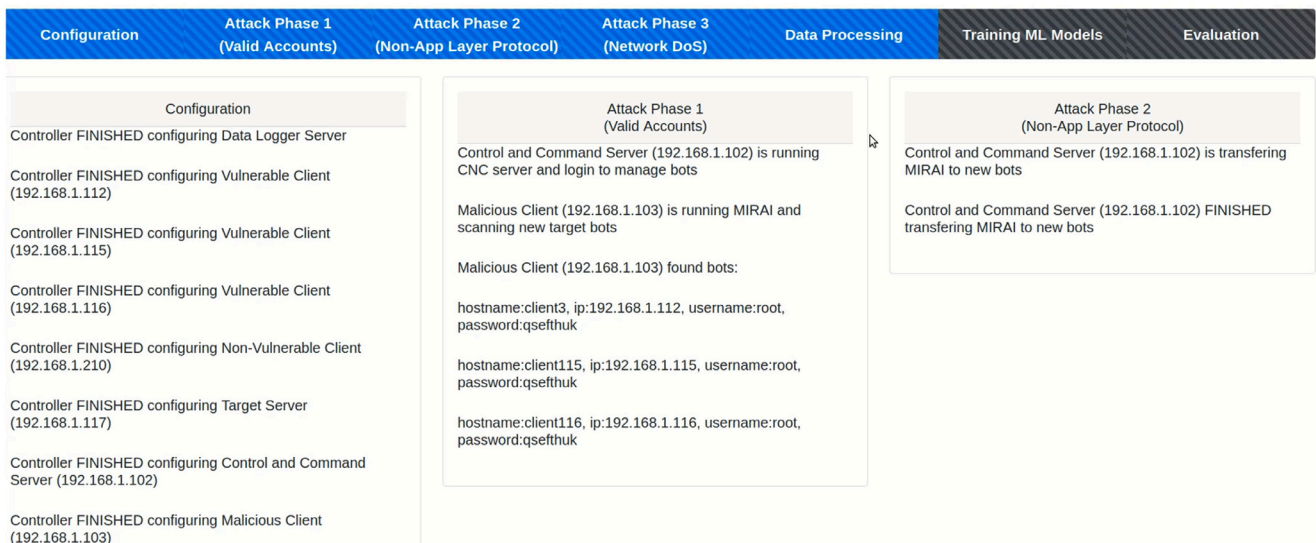 Configuration
Attack Phase 1
(Valid Accounts)
Attack Phase 2
(Non-App Layer Protocol)
Attack Phase 3
(Network DoS)
Data Processing
Training ML Models
Evaluation
Configuration
Controller FINISHED configuring Data Logger Server
Controller FINISHED configuring Vulnerable Client
(192.168.1.112)
Controller FINISHED configuring Vulnerable Client
(192.168.1.115)
Controller FINISHED configuring Vulnerable Client
(192.168.1.116)
Controller FINISHED configuring Non-Vulnerable Client
(192.168.1.210)
Controller FINISHED configuring Target Server
(192.168.1.117)
Controller FINISHED configuring Control and Command
Server (192.168.1.102)
Controller FINISHED configuring Malicious Client
(192.168.1.103)
Attack Phase 1
(Valid Accounts)
Control and Command Server (192.168.1.102) is running
CNC server and login to manage bots
Malicious Client (192.168.1.103) is running MIRAI and
scanning new target bots
Malicious Client (192.168.1.103) found bots:
hostname:client3, ip:192.168.1.112, username:root,
password:qsefthuk
hostname:client115, ip:192.168.1.115, username:root,
password:qsefthuk
hostname:client116, ip:192.168.1.116, username:root,
password:qsefthuk
Attack Phase 2
(Non-App Layer Protocol)
Control and Command Server (192.168.1.102) is transfering
MIRAI to new bots
Control and Command Server (192.168.1.102) FINISHED
transfering MIRAI to new bots